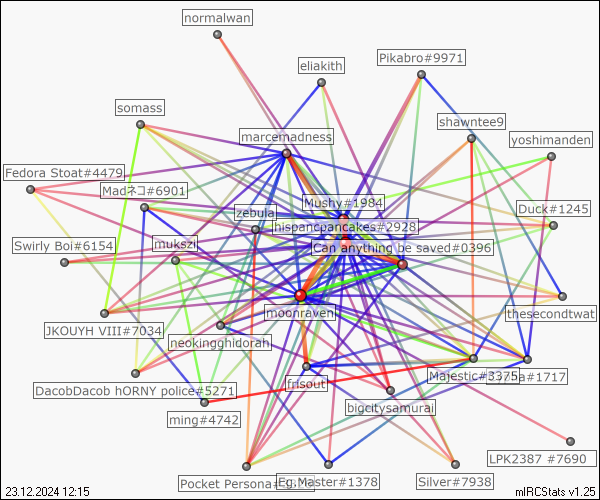 normalwan
eliakith
Pikabro#9971
somass
marcemadness
shawntee9
yoshimanden
Fedora Stoat#4479
Madネコ#6901
Mushy#1984
Duck#1245
zebula
hispancpancakes#2928
Swirly Boi#6154
mukszi
Can anything be saved#0396
moonraven
thesecondtwat
JKOUYH VIII#7034
neokingghidorah
DacobDacob hORNY police#5271
frisout
Majestic#3375
#1717
ming#4742
bigcitysamurai
LPK2387 #7690
Pocket Persona
Eg.Master#1378
Silver#7938
23.12.2024 12:15
mIRCStats v1.25